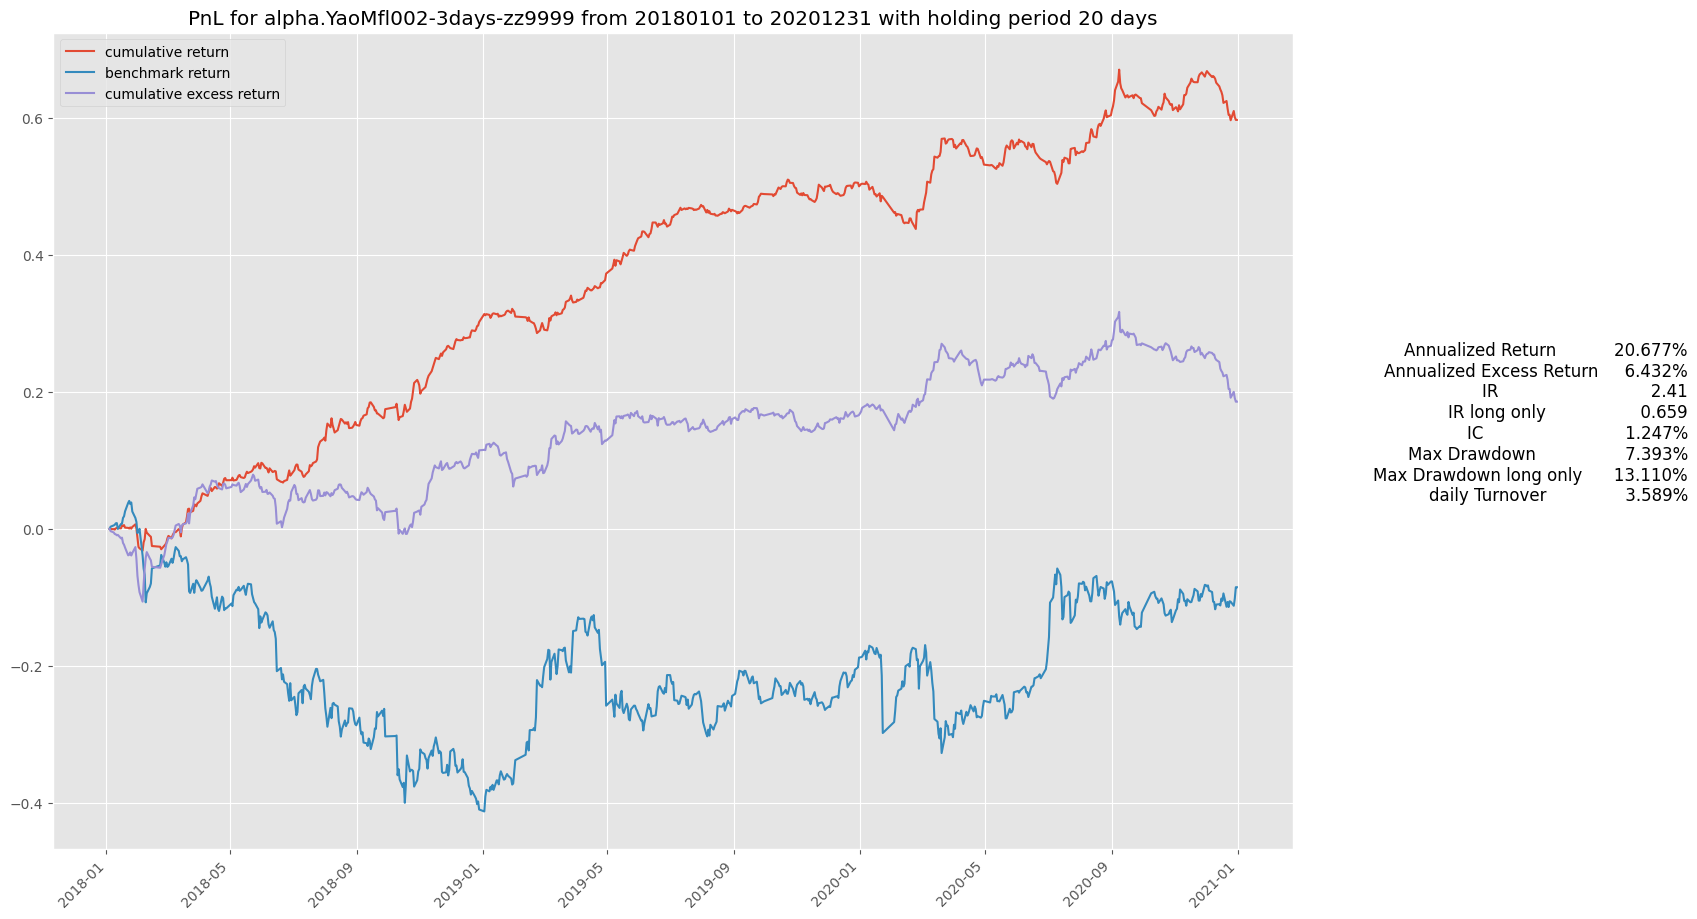 PnL for alpha.YaoMfl002-3days-zz9999 from 20180101 to 20201231 with holding period 20 days
cumulative return
benchmark return
cumulative excess return
0.6
0.4
0.2
0.0
−0.2
−0.4
2018-01
2018-05
2018-09
2019-01
2019-05
2019-09
2020-01
2020-05
2020-09
2021-01
Annualized Return 20.677%
Annualized Excess Return 6.432%
IR 2.41
IR long only 0.659
IC 1.247%
Max Drawdown 7.393%
Max Drawdown long only 13.110%
daily Turnover 3.589%